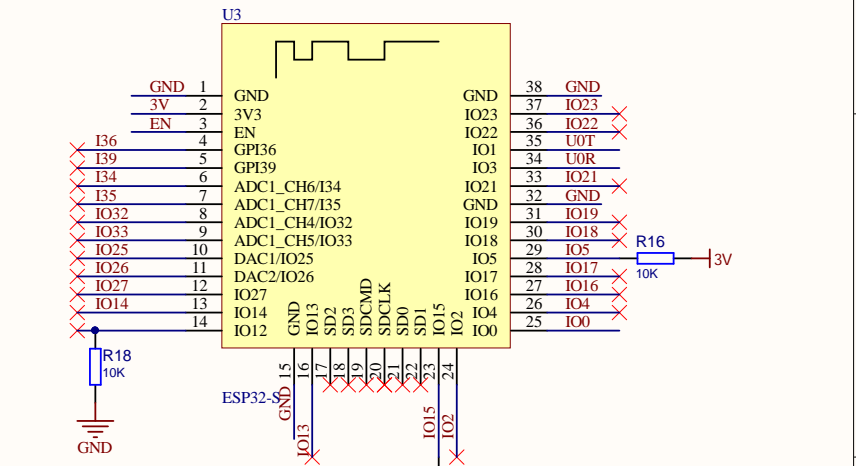 U3
GND 1 GND
3V 2 3V3
EN 3 EN
I36 4 GPI36
I39 5 GPI39
I34 6 ADC1_CH6/I34
I35 7 ADC1_CH7/I35
IO32 8 ADC1_CH4/IO32
IO33 9 ADC1_CH5/IO33
IO25 10 DAC1/IO25
IO26 11 DAC2/IO26
IO27 12 IO27
IO14 13 IO14
14 IO12
GND 38 GND
IO23 37 IO23
IO22 36 IO22
IO1 35 U0T
IO3 34 U0R
IO21 33 IO21
GND 32 GND
IO19 31 IO19
IO18 30 IO18
IO5 29 IO5
IO17 28 IO17
IO16 27 IO16
IO4 26 IO4
IO0 25 IO0
R16
10K
3V
GND 15 GND
IO13 16 IO13
SD2 17
SD3 18
SDCMD 19
SDCLK 20
SD0 21
SD1 22
IO15 23 IO15
IO2 24 IO2
R18
10K
GND
ESP32-S